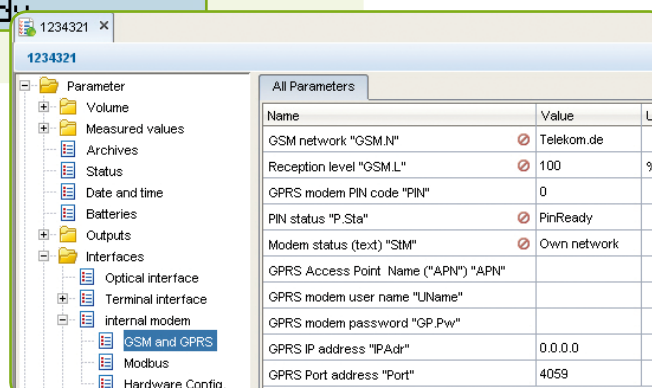 1234321
1234321
Parameter
Volume
Measured values
Archives
Status
Date and time
Batteries
Outputs
Interfaces
Optical interface
Terminal interface
internal modem
GSM and GPRS
Modbus
Hardware Config.
All Parameters
Name Value
GSM network "GSM.N" Telekom.de
Reception level "GSM.L" 100 %
GPRS modem PIN code "PIN" 0
PIN status "P.Sta" PinReady
Modem status (text) "StM" Own network
GPRS Access Point Name ("APN") "APN"
GPRS modem user name "UName"
GPRS modem password "GP.Pw"
GPRS IP address "IPAdr" 0.0.0.0
GPRS Port address "Port" 4059